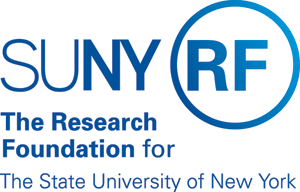 SUNY RF
The Research
Foundation for
The State University of New York